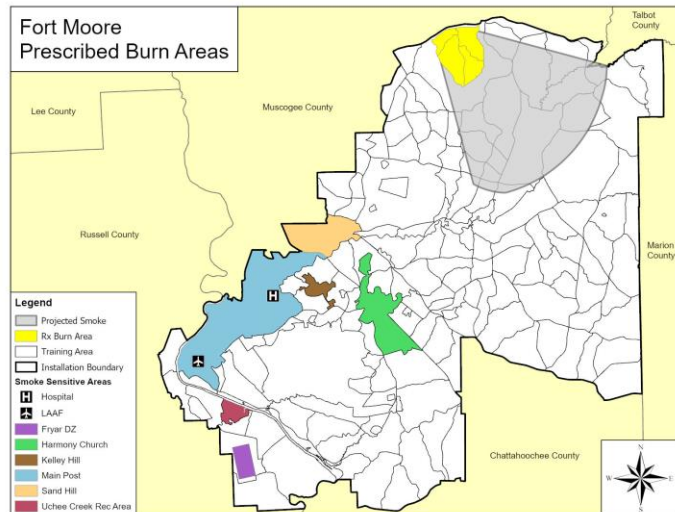 Fort Moore
Prescribed Burn Areas
Talbot
County
Lee County
Muscogee County
Russell County
Marion
County
Chattahoochee County
Legend
Projected Smoke
Rx Burn Area
Training Area
Installation Boundary
Smoke Sensitive Areas
H Hospital
LAAF
Fryar DZ
Harmony Church
Kelley Hill
Main Post
Sand Hill
Uchee Creek Rec Area
H
N
W E
S